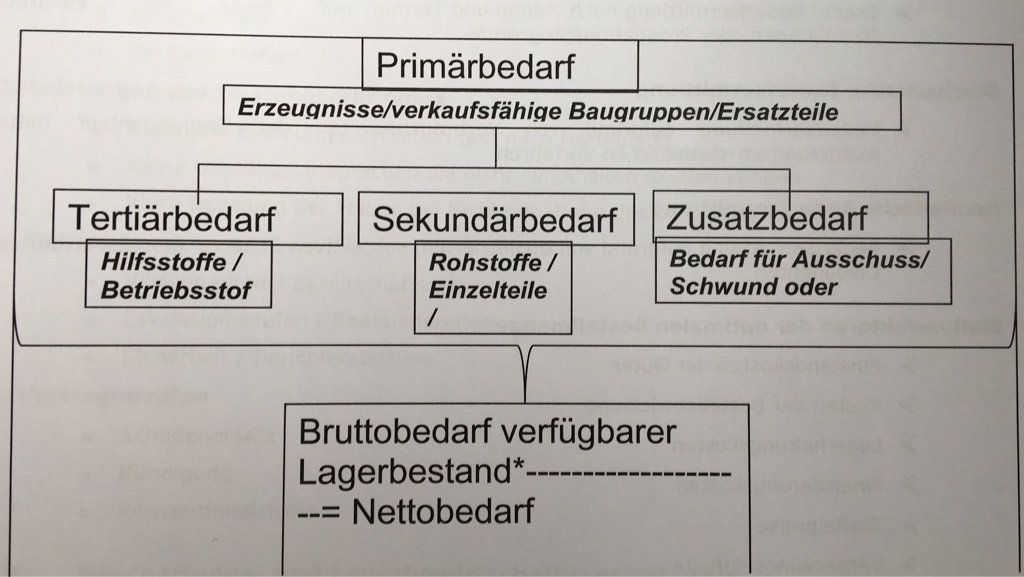 Primärbedarf
Erzeugnisse/verkaufsfähige Baugruppen/Ersatzteile
Tertiärbedarf
Hilfsstoffe /
Betriebsstof
Sekundärbedarf
Rohstoffe /
Einzelteile
/
Zusatzbedarf
Bedarf für Ausschuss/
Schwund oder
Bruttobedarf verfügbarer
Lagerbestand*------------------
--= Nettobedarf